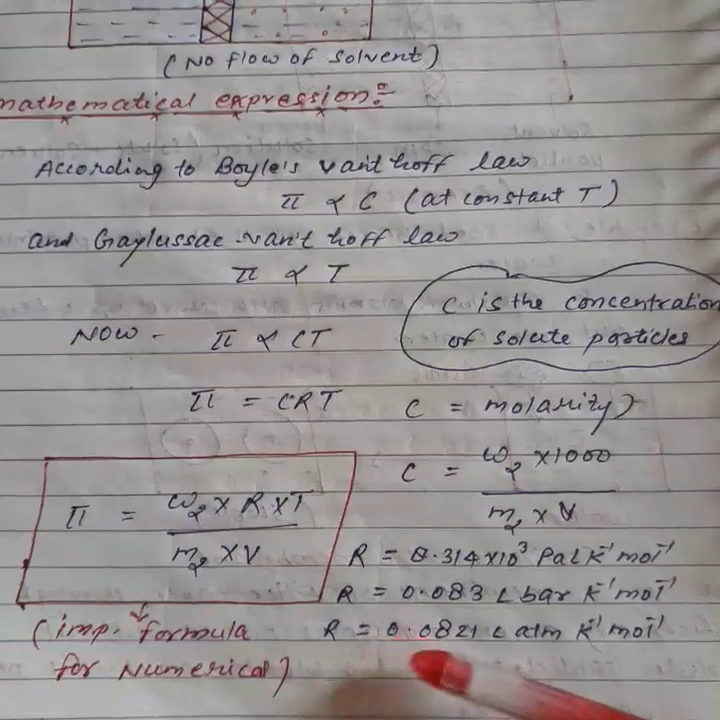 (No flow of solvent)
mathematical expression:-
According to Boyle's van't hoff law
π ∝ C (at constant T)
and Gaylussac van't hoff law
π ∝ T
C is the concentration
of solute particles
NOW - π ∝ CT
π = CRT
C = molarity)
C = w₂ x1000 / m₂ x V
π = w₂ x R x T / m₂ x V
R = 8.314 x10³ Pa L K⁻¹ mol⁻¹
R = 0.083 L bar K⁻¹ mol⁻¹
R = 0.0821 L atm K⁻¹ mol⁻¹
(imp. formula
for Numerical)